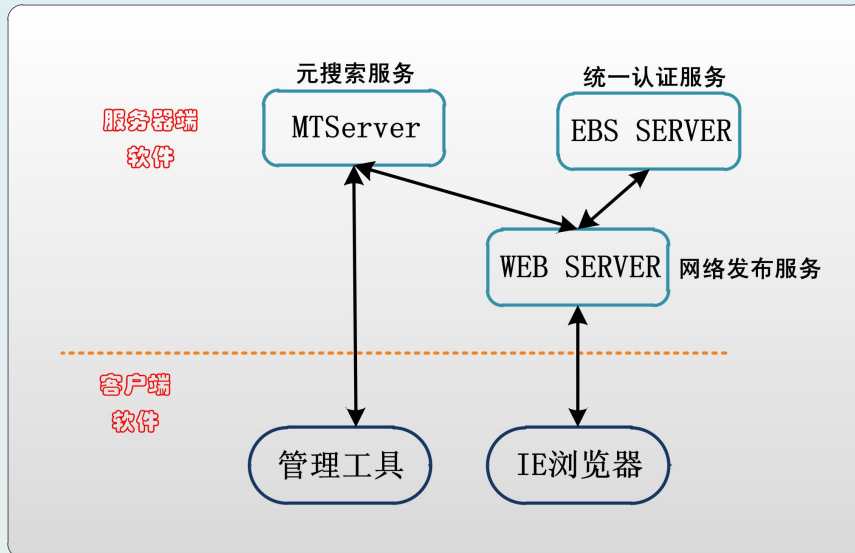 元搜索服务
统一认证服务
服务器端
软件
MTServer
EBS SERVER
WEB SERVER
网络发布服务
客户端
软件
管理工具
IE浏览器